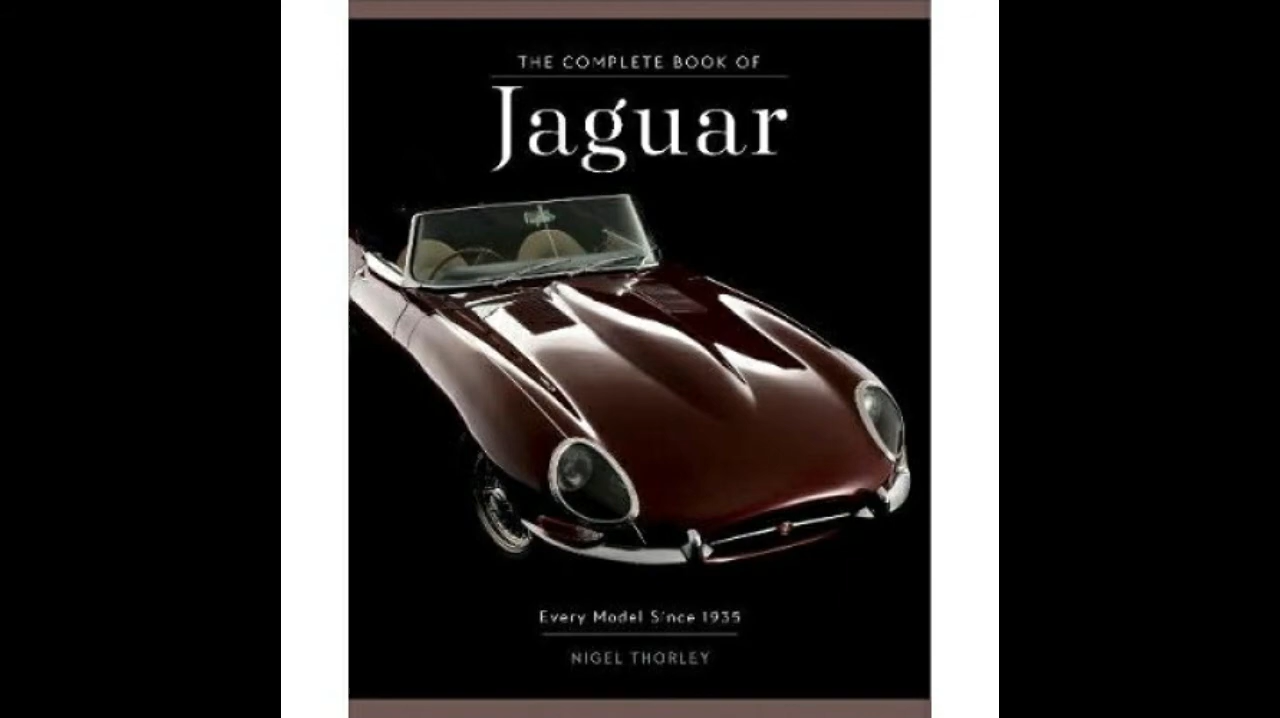 THE COMPLETE BOOK OF
Jaguar
Every Model Since 1935
NIGEL THORLEY